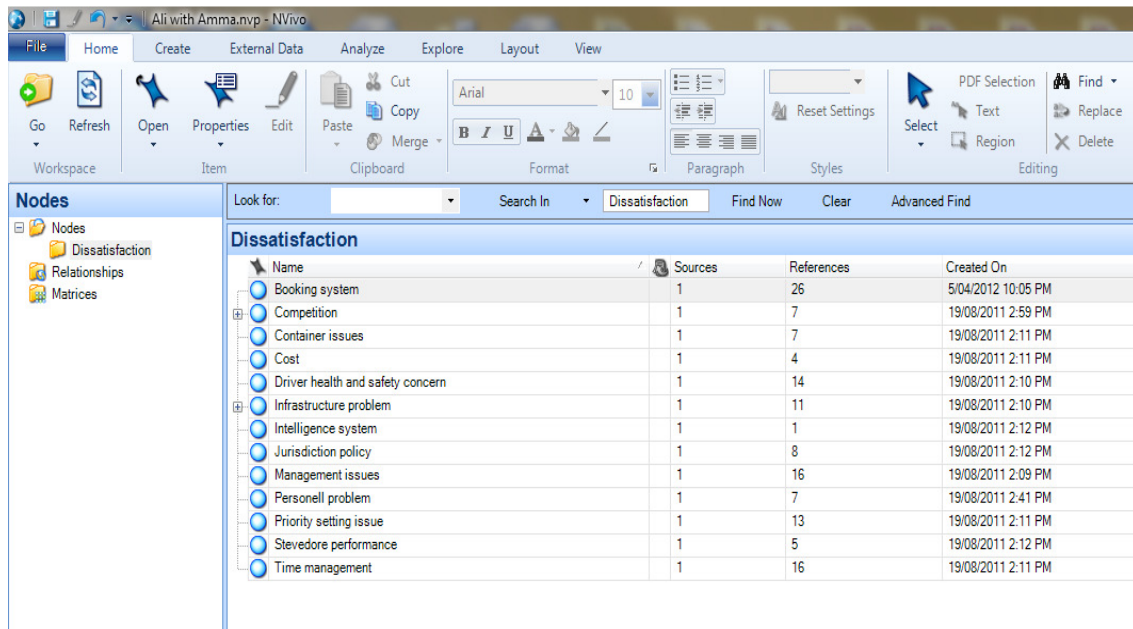 Ali with Amma.nvp - NVivo
File Home Create External Data Analyze Explore Layout View
Go Refresh Open Properties Edit Paste Cut Copy Merge Arial 10 B I U A Reset Settings Select PDF Selection Text Region Find Replace Delete
Workspace Item Clipboard Format Paragraph Styles Editing
Nodes
Nodes
Dissatisfaction
Relationships
Matrices
Look for: Search In Dissatisfaction Find Now Clear Advanced Find
Dissatisfaction
Name Sources References Created On
Booking system 1 26 5/04/2012 10:05 PM
Competition 1 7 19/08/2011 2:59 PM
Container issues 1 7 19/08/2011 2:11 PM
Cost 1 4 19/08/2011 2:11 PM
Driver health and safety concern 1 14 19/08/2011 2:10 PM
Infrastructure problem 1 11 19/08/2011 2:10 PM
Intelligence system 1 1 19/08/2011 2:12 PM
Jurisdiction policy 1 8 19/08/2011 2:12 PM
Management issues 1 16 19/08/2011 2:09 PM
Personell problem 1 7 19/08/2011 2:41 PM
Priority setting issue 1 13 19/08/2011 2:11 PM
Stevedore performance 1 5 19/08/2011 2:12 PM
Time management 1 16 19/08/2011 2:11 PM